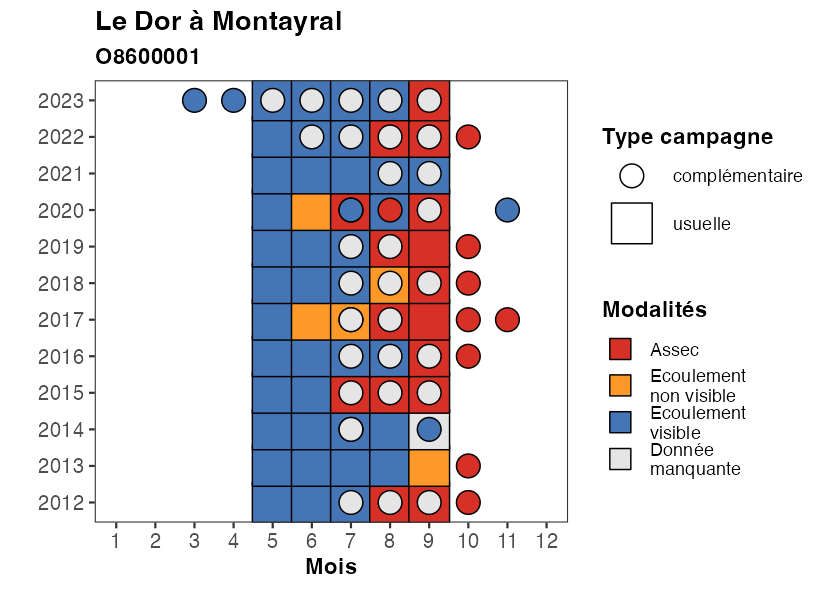 Le Dor à Montayral
O8600001
2023
2022
2021
2020
2019
2018
2017
2016
2015
2014
2013
2012
1 2 3 4 5 6 7 8 9 10 11 12
Mois
Type campagne
complémentaire
usuelle
Modalités
Assec
Ecoulement
non visible
Ecoulement
visible
Donnée
manquante